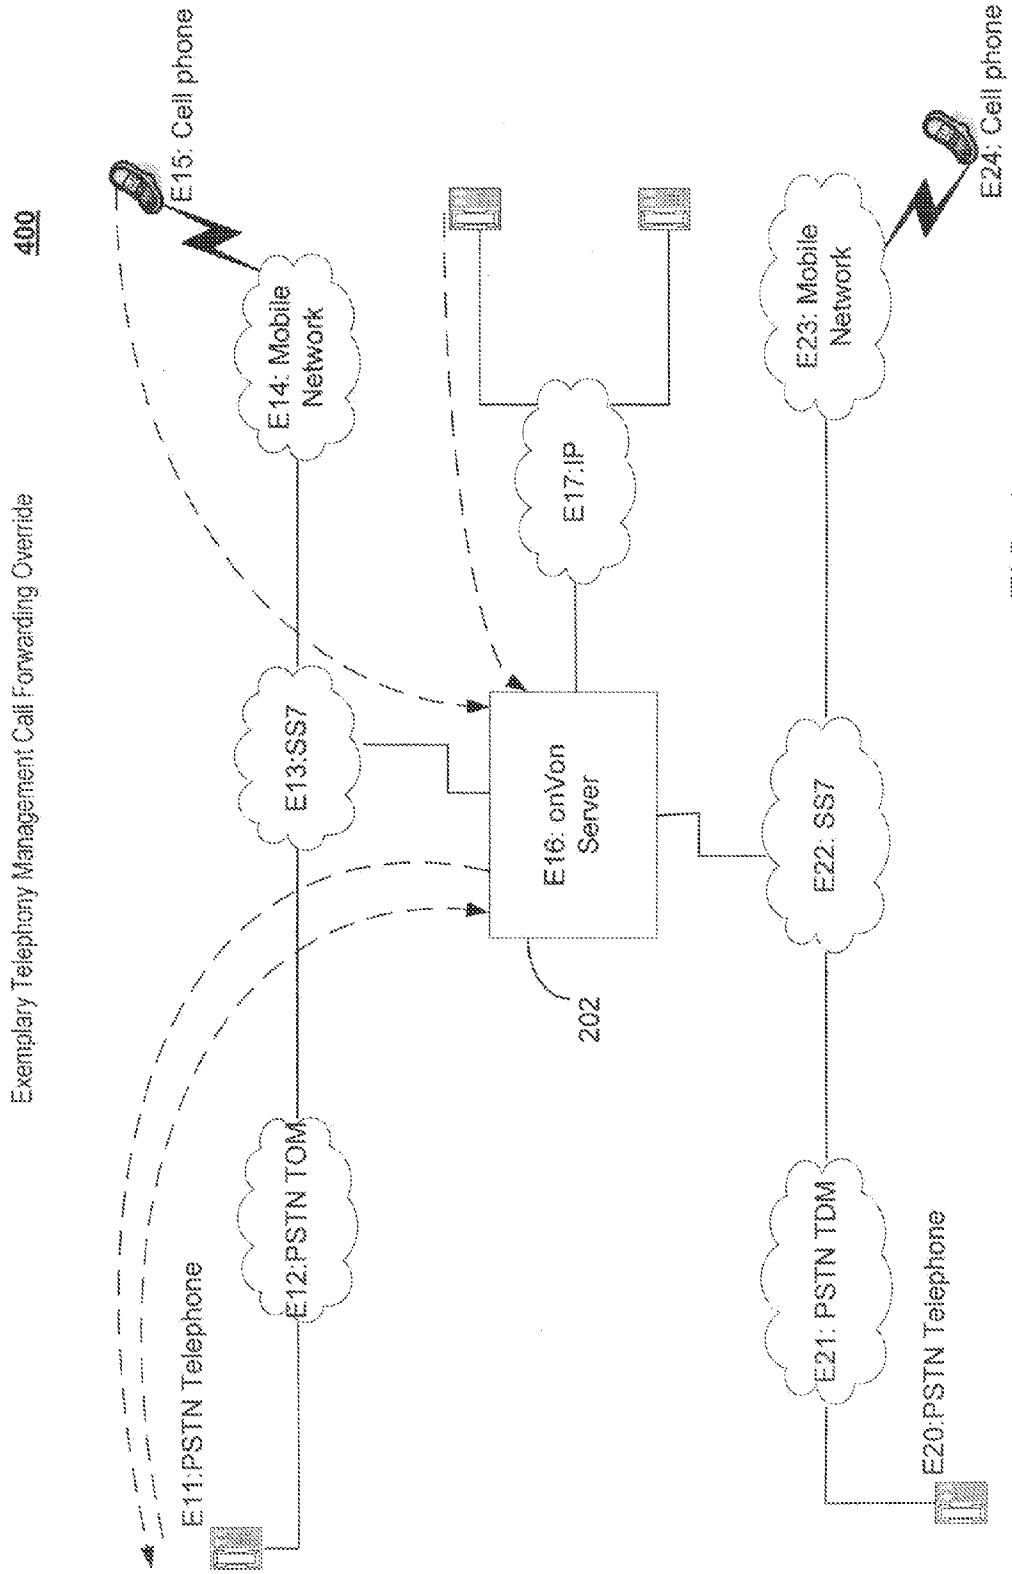 Exemplary Telephony Management Call Forwarding Override
400
E11:PSTN Telephone
E12:PSTN TOM
E13:SS7
E14: Mobile
Network
E15: Cell phone
202
E16: onVon
Server
E17:IP
E20:PSTN Telephone
E21: PSTN TDM
E22: SS7
E23: Mobile
Network
E24: Cell phone